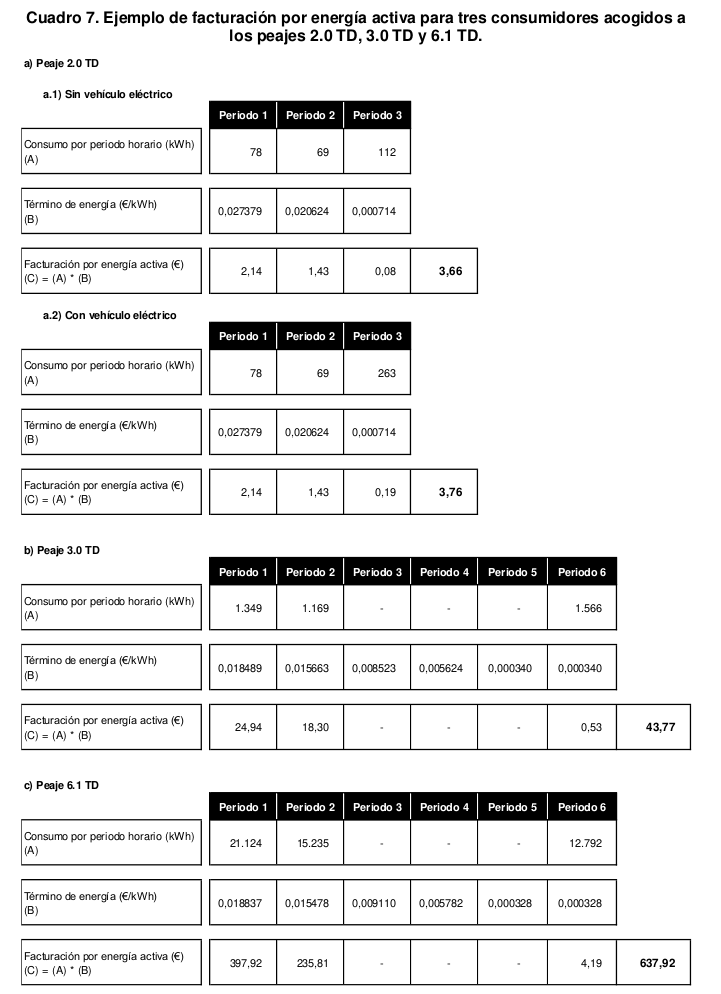 Cuadro 7. Ejemplo de facturación por energía activa para tres consumidores acogidos a
los peajes 2.0 TD, 3.0 TD y 6.1 TD.
a) Peaje 2.0 TD
a.1) Sin vehículo eléctrico
Periodo 1 Periodo 2 Periodo 3
Consumo por periodo horario (kWh)
(A)
78 69 112
Término de energía (€/kWh)
(B)
0,027379 0,020624 0,000714
Facturación por energía activa (€)
(C) = (A) * (B)
2,14 1,43 0,08 3,66
a.2) Con vehículo eléctrico
Periodo 1 Periodo 2 Periodo 3
Consumo por periodo horario (kWh)
(A)
78 69 263
Término de energía (€/kWh)
(B)
0,027379 0,020624 0,000714
Facturación por energía activa (€)
(C) = (A) * (B)
2,14 1,43 0,19 3,76
b) Peaje 3.0 TD
Periodo 1 Periodo 2 Periodo 3 Periodo 4 Periodo 5 Periodo 6
Consumo por periodo horario (kWh)
(A)
1.349 1.169 - - - 1.566
Término de energía (€/kWh)
(B)
0,018489 0,015663 0,008523 0,005624 0,000340 0,000340
Facturación por energía activa (€)
(C) = (A) * (B)
24,94 18,30 - - - 0,53 43,77
c) Peaje 6.1 TD
Periodo 1 Periodo 2 Periodo 3 Periodo 4 Periodo 5 Periodo 6
Consumo por periodo horario (kWh)
(A)
21.124 15.235 - - - 12.792
Término de energía (€/kWh)
(B)
0,018837 0,015478 0,009110 0,005782 0,000328 0,000328
Facturación por energía activa (€)
(C) = (A) * (B)
397,92 235,81 - - - 4,19 637,92